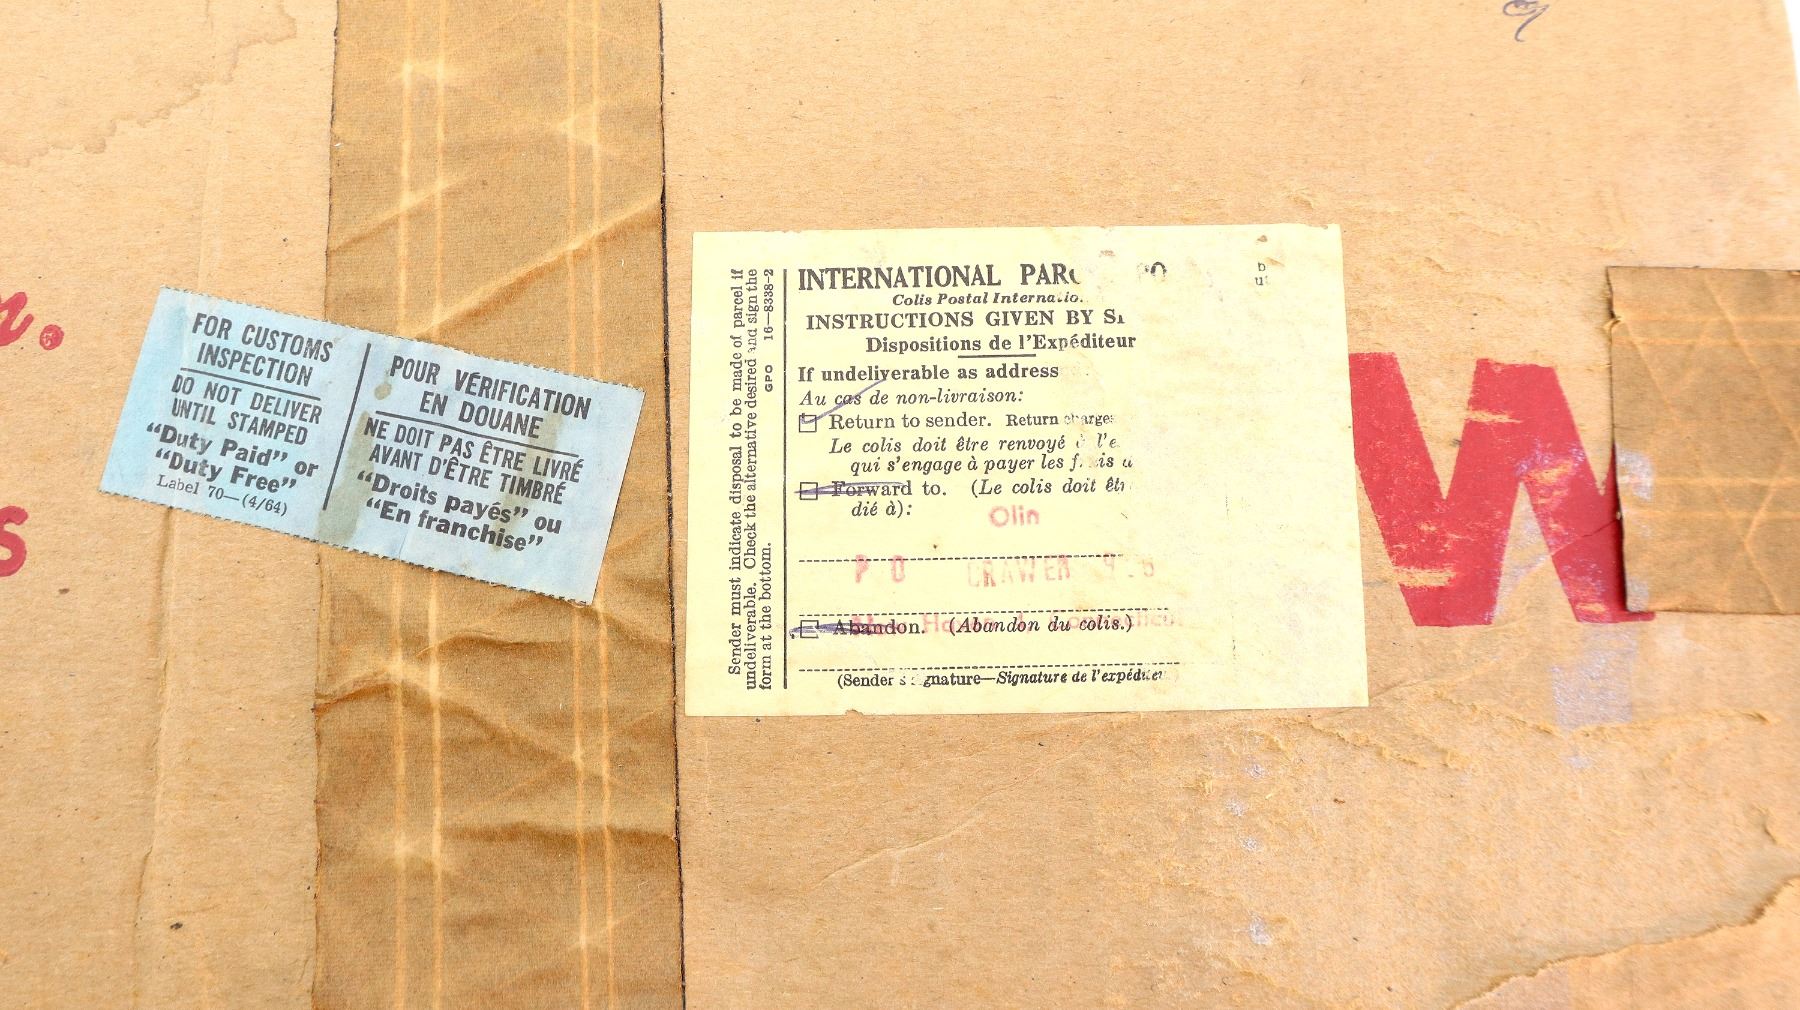 FOR CUSTOMS
INSPECTION
DO NOT DELIVER
UNTIL STAMPED
“Duty Paid” or
“Duty Free”
Label 70—(4/64)
POUR VÉRIFICATION
EN DOUANE
NE DOIT PAS ÊTRE LIVRÉ
AVANT D'ÊTRE TIMBRÉ
“Droits payés” ou
“En franchise”
Sender must indicate disposal to be made of parcel if
undeliverable. Check the alternative desired and sign the
form at the bottom.
GPO 16—8338-2
INTERNATIONAL
Colis Postal
INSTRUCTIONS GIVEN BY
Dispositions de l'Expéditeur
If undeliverable as address
Au cas de non-livraison:
Return to sender. Return charges
Le colis doit être renvoyé
qui s'engage à payer les
Forward to. (Le colis doit
dié à):
Olin
P O
Abandon. (Abandon du colis.)
(Sender's signature—Signature de
W